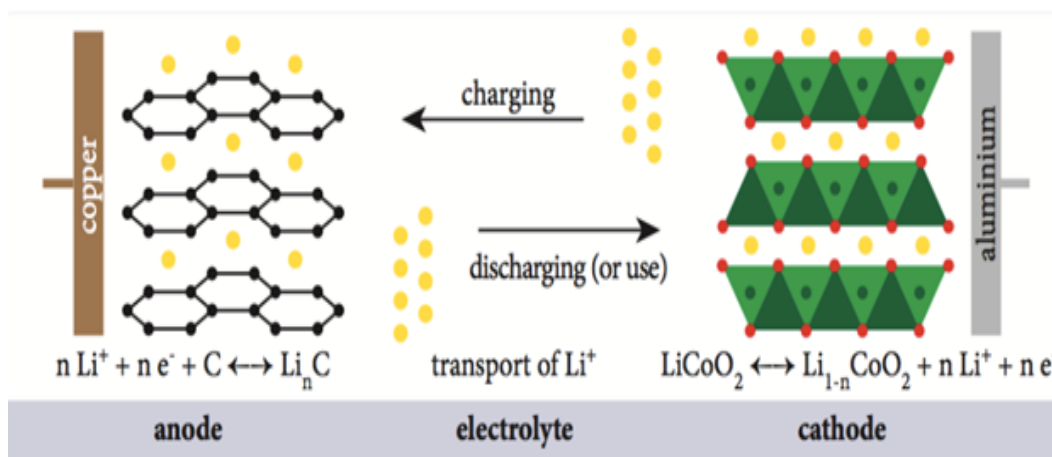 copper
charging
discharging (or use)
aluminium
n Li⁺ + n e⁻ + C ⟷ LiₙC
transport of Li⁺
LiCoO₂ ⟷ Li₁₋ₙCoO₂ + n Li⁺ + n e
anode
electrolyte
cathode